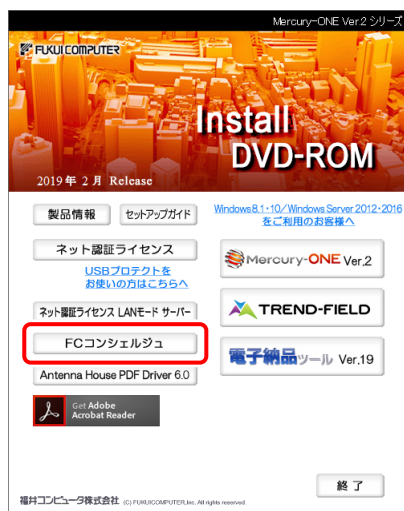 Mercury-ONE Ver.2 シリーズ
FUKUI COMPUTER
Install
DVD-ROM
2019年 2月 Release
製品情報
セットアップガイド
Windows8.1・10/Windows Server 2012・2016
をご利用のお客様へ
ネット認証ライセンス
USBプロテクトを
お使いの方はこちらへ
Mercury-ONE Ver.2
ネット認証ライセンス LANモード サーバー
TREND-FIELD
FCコンシェルジュ
電子納品ツール Ver.19
Antenna House PDF Driver 6.0
Get Adobe
Acrobat Reader
終了
福井コンピュータ株式会社 (C) FUKUICOMPUTER,Inc. All rights reserved.